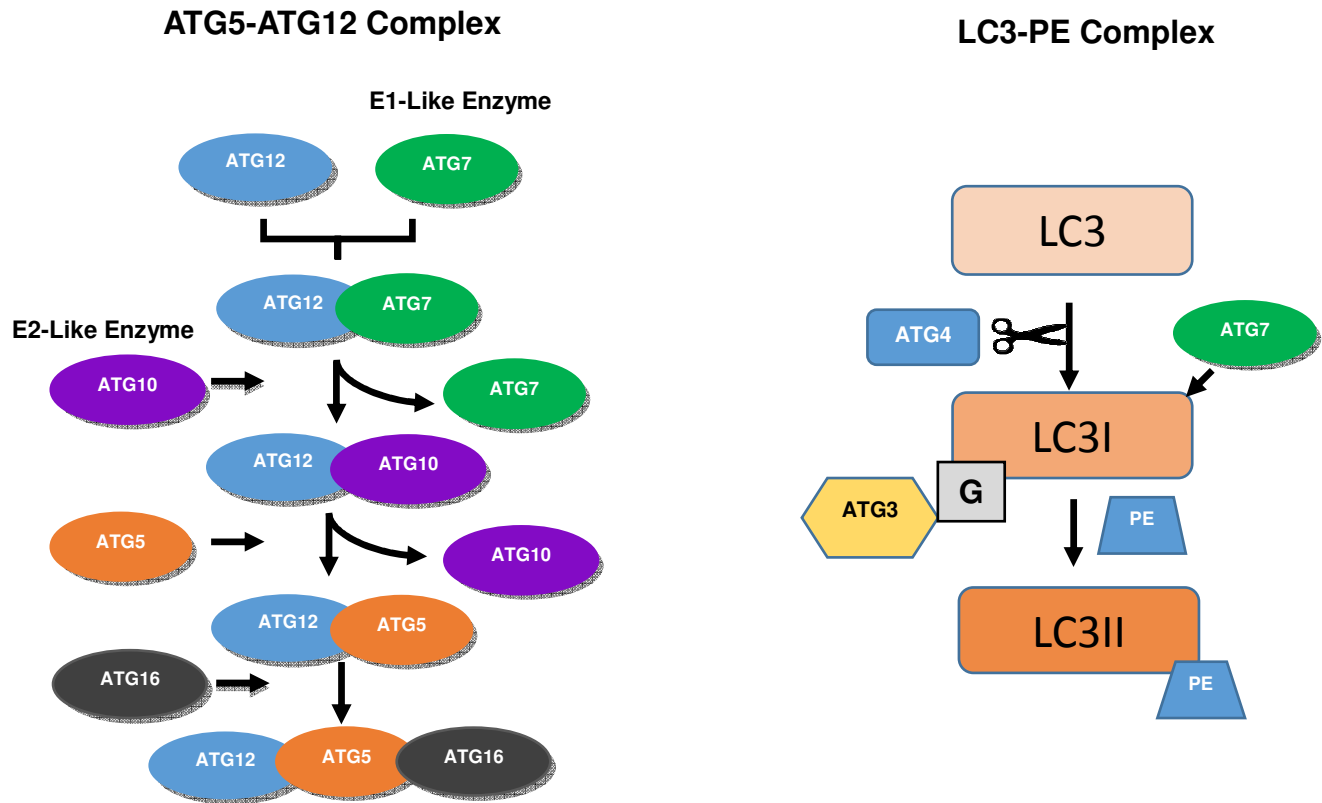 ATG5-ATG12 Complex
E1-Like Enzyme
ATG12
ATG7
ATG12
ATG7
E2-Like Enzyme
ATG10
ATG7
ATG12
ATG10
ATG5
ATG10
ATG12
ATG5
ATG16
ATG12
ATG5
ATG16
LC3-PE Complex
LC3
ATG4
ATG7
LC3I
G
ATG3
PE
LC3II
PE